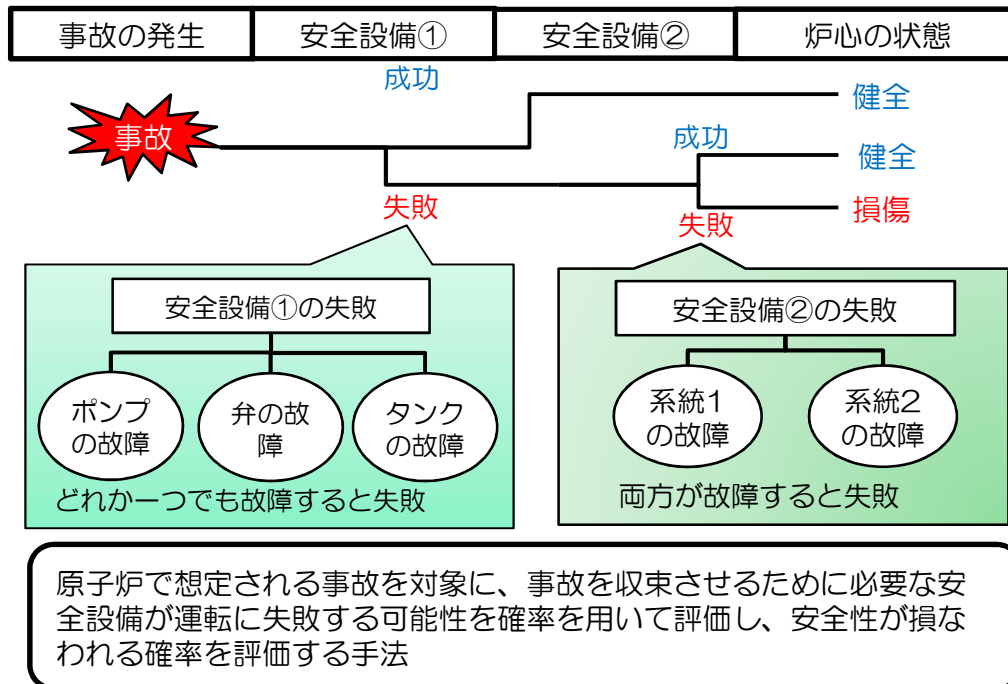 事故の発生
安全設備①
安全設備②
炉心の状態
成功
健全
事故
成功
健全
失敗
失敗
損傷
安全設備①の失敗
ポンプ
の故障
弁の故
障
タンク
の故障
どれか一つでも故障すると失敗
安全設備②の失敗
系統1
の故障
系統2
の故障
両方が故障すると失敗
原子炉で想定される事故を対象に、事故を収束させるために必要な安
全設備が運転に失敗する可能性を確率を用いて評価し、安全性が損な
われる確率を評価する手法